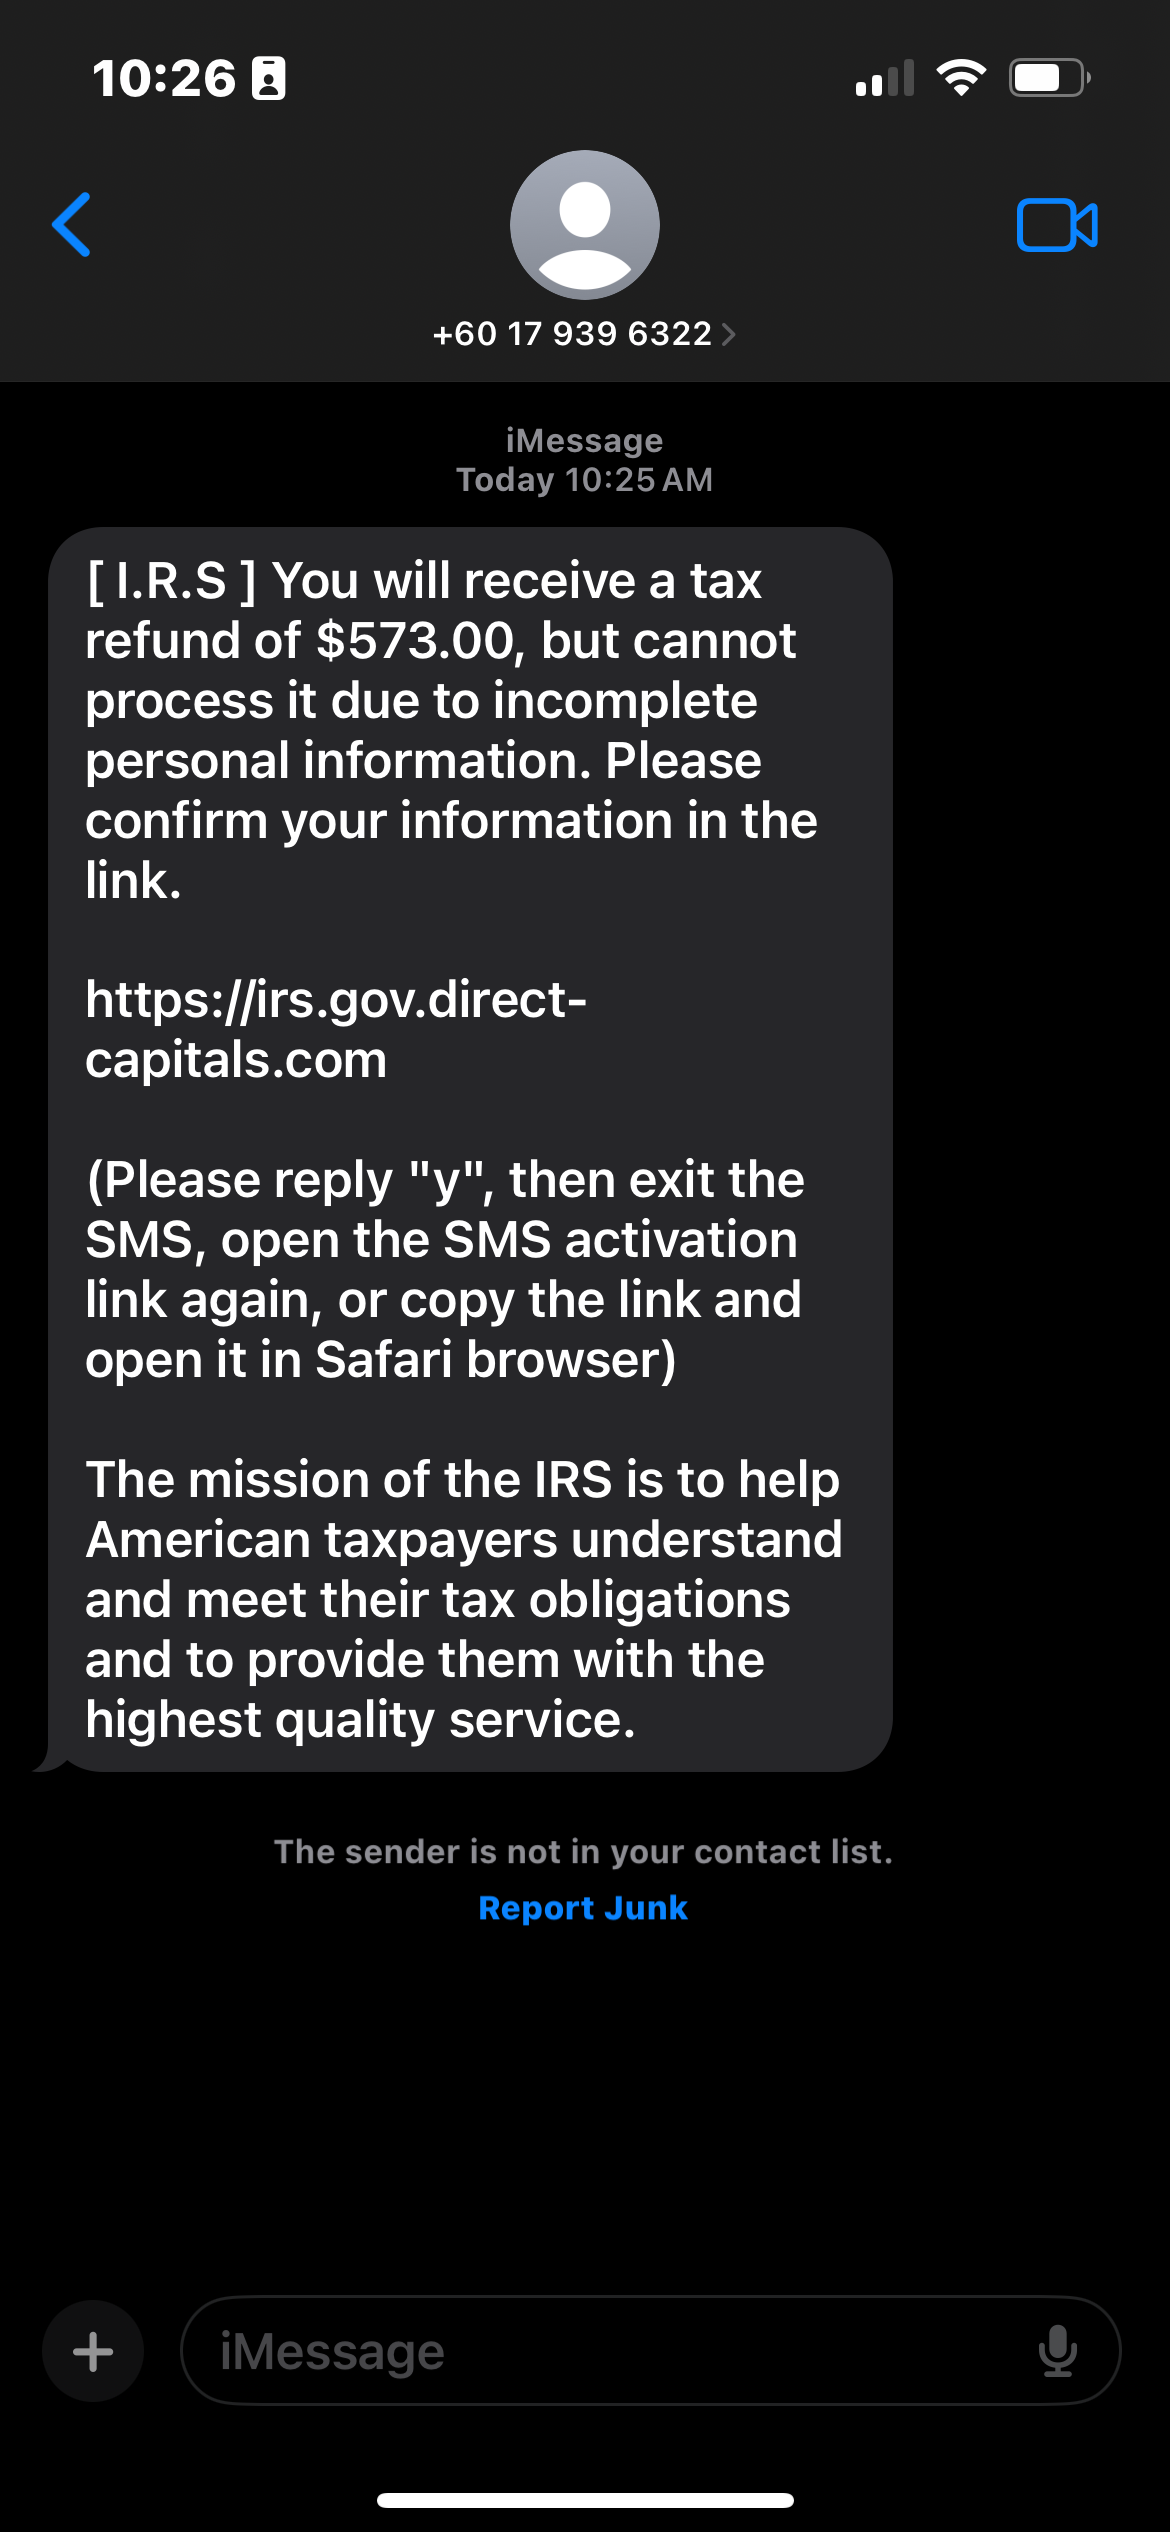 10:26
+60 17 939 6322
iMessage
Today 10:25 AM
[ I.R.S ] You will receive a tax
refund of $573.00, but cannot
process it due to incomplete
personal information. Please
confirm your information in the
link.
https://irs.gov.direct-
capitals.com
(Please reply "y", then exit the
SMS, open the SMS activation
link again, or copy the link and
open it in Safari browser)
The mission of the IRS is to help
American taxpayers understand
and meet their tax obligations
and to provide them with the
highest quality service.
The sender is not in your contact list.
Report Junk
iMessage